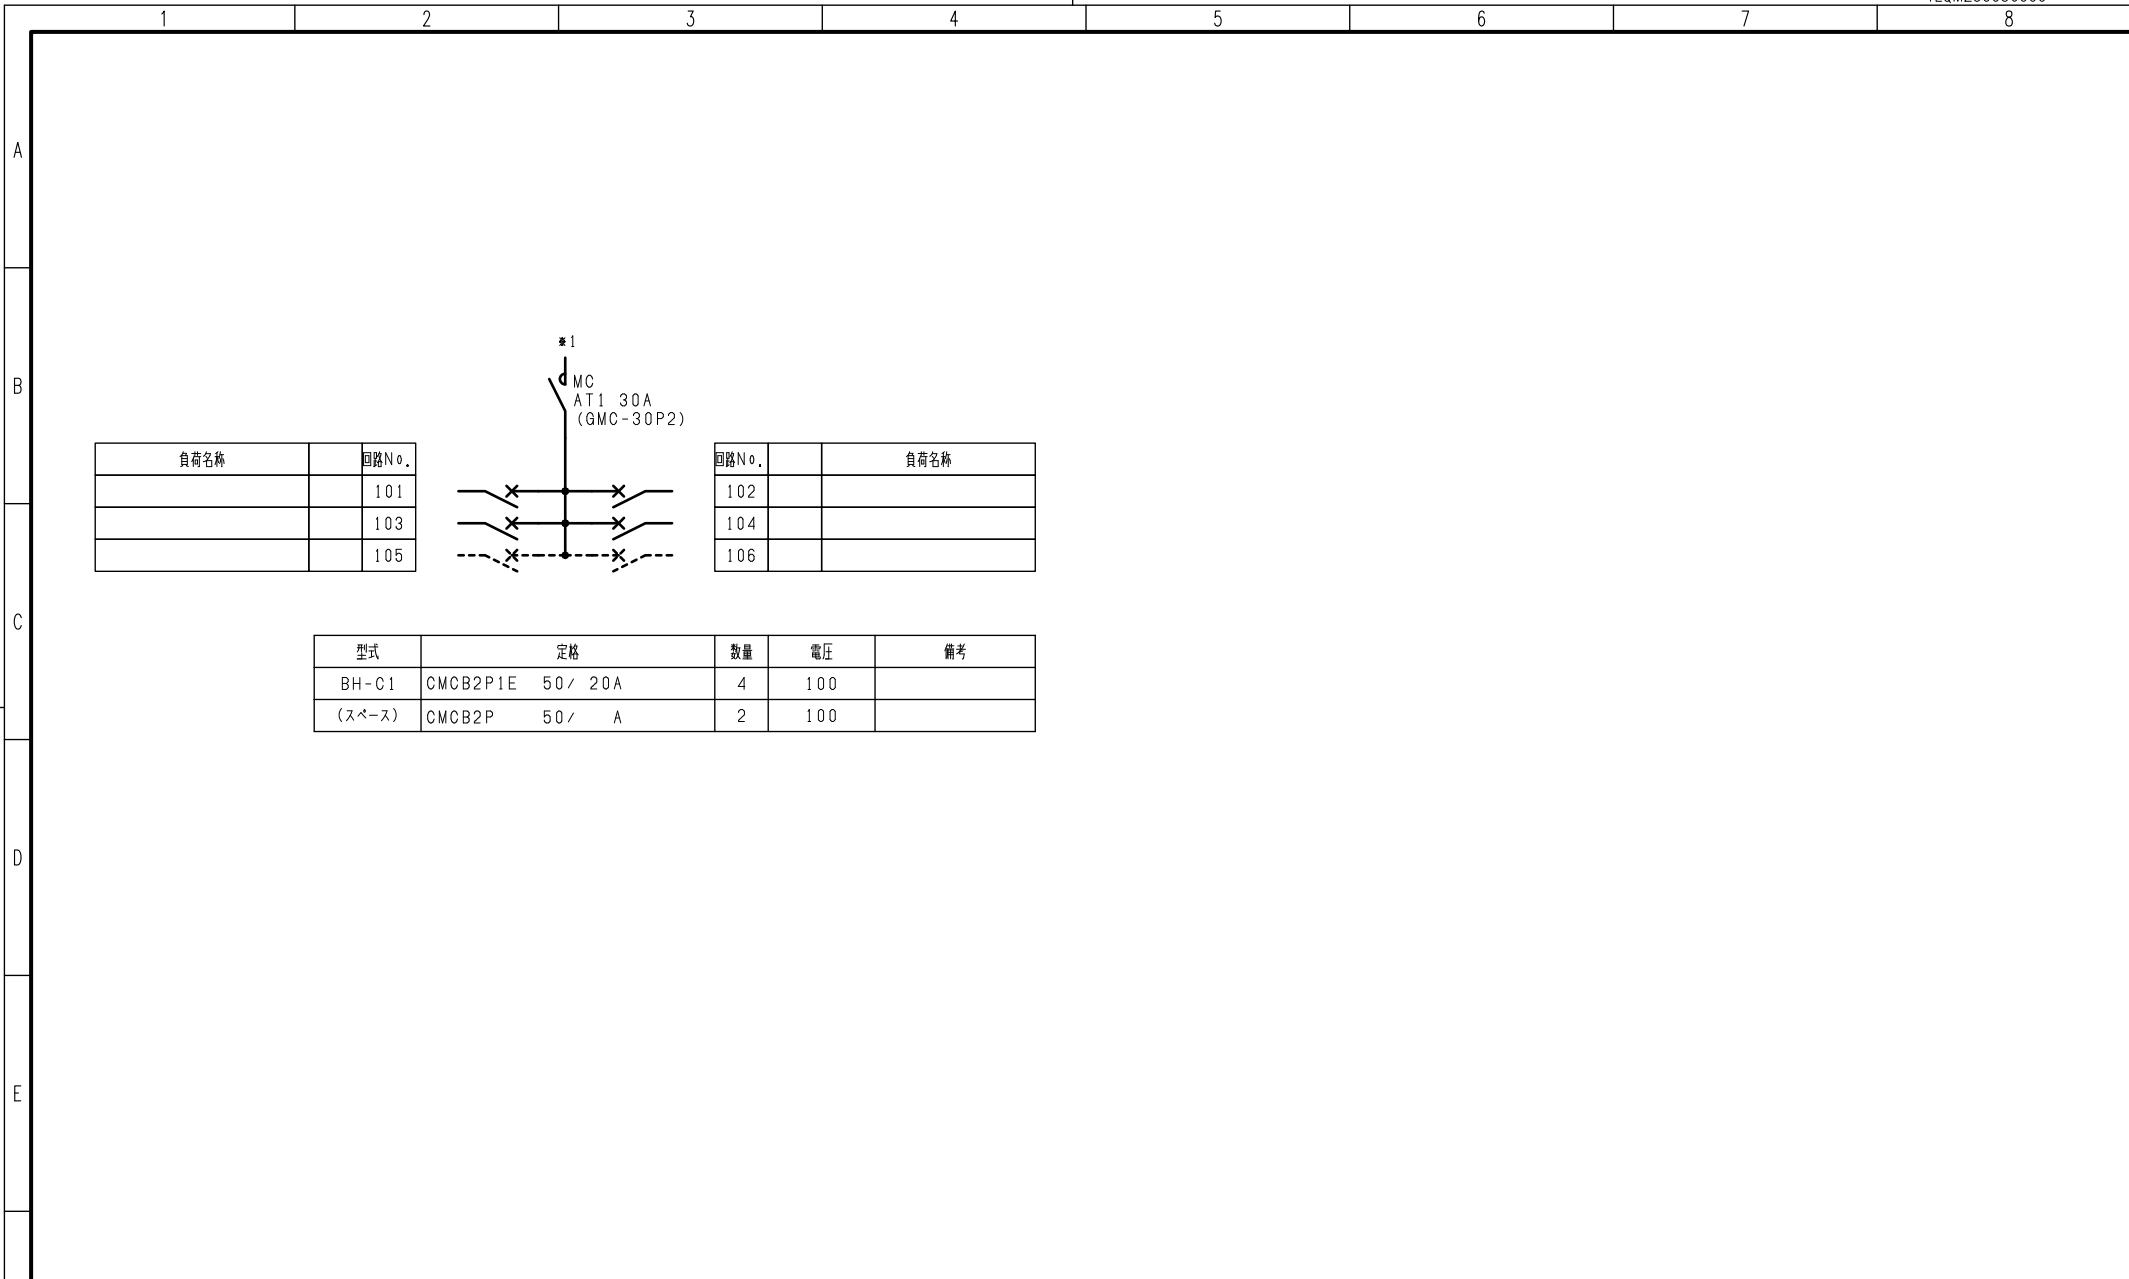 1 2 3 4 5 6 7 8
A
B
*1
MC
AT1 30A
(GMC-30P2)
負荷名称 回路No.
101
103
105
回路No. 負荷名称
102
104
106
C
型式 定格 数量 電圧 備考
BH-C1 CMCB2P1E 50/ 20A 4 100
(スペース) CMCB2P 50/ A 2 100
D
E